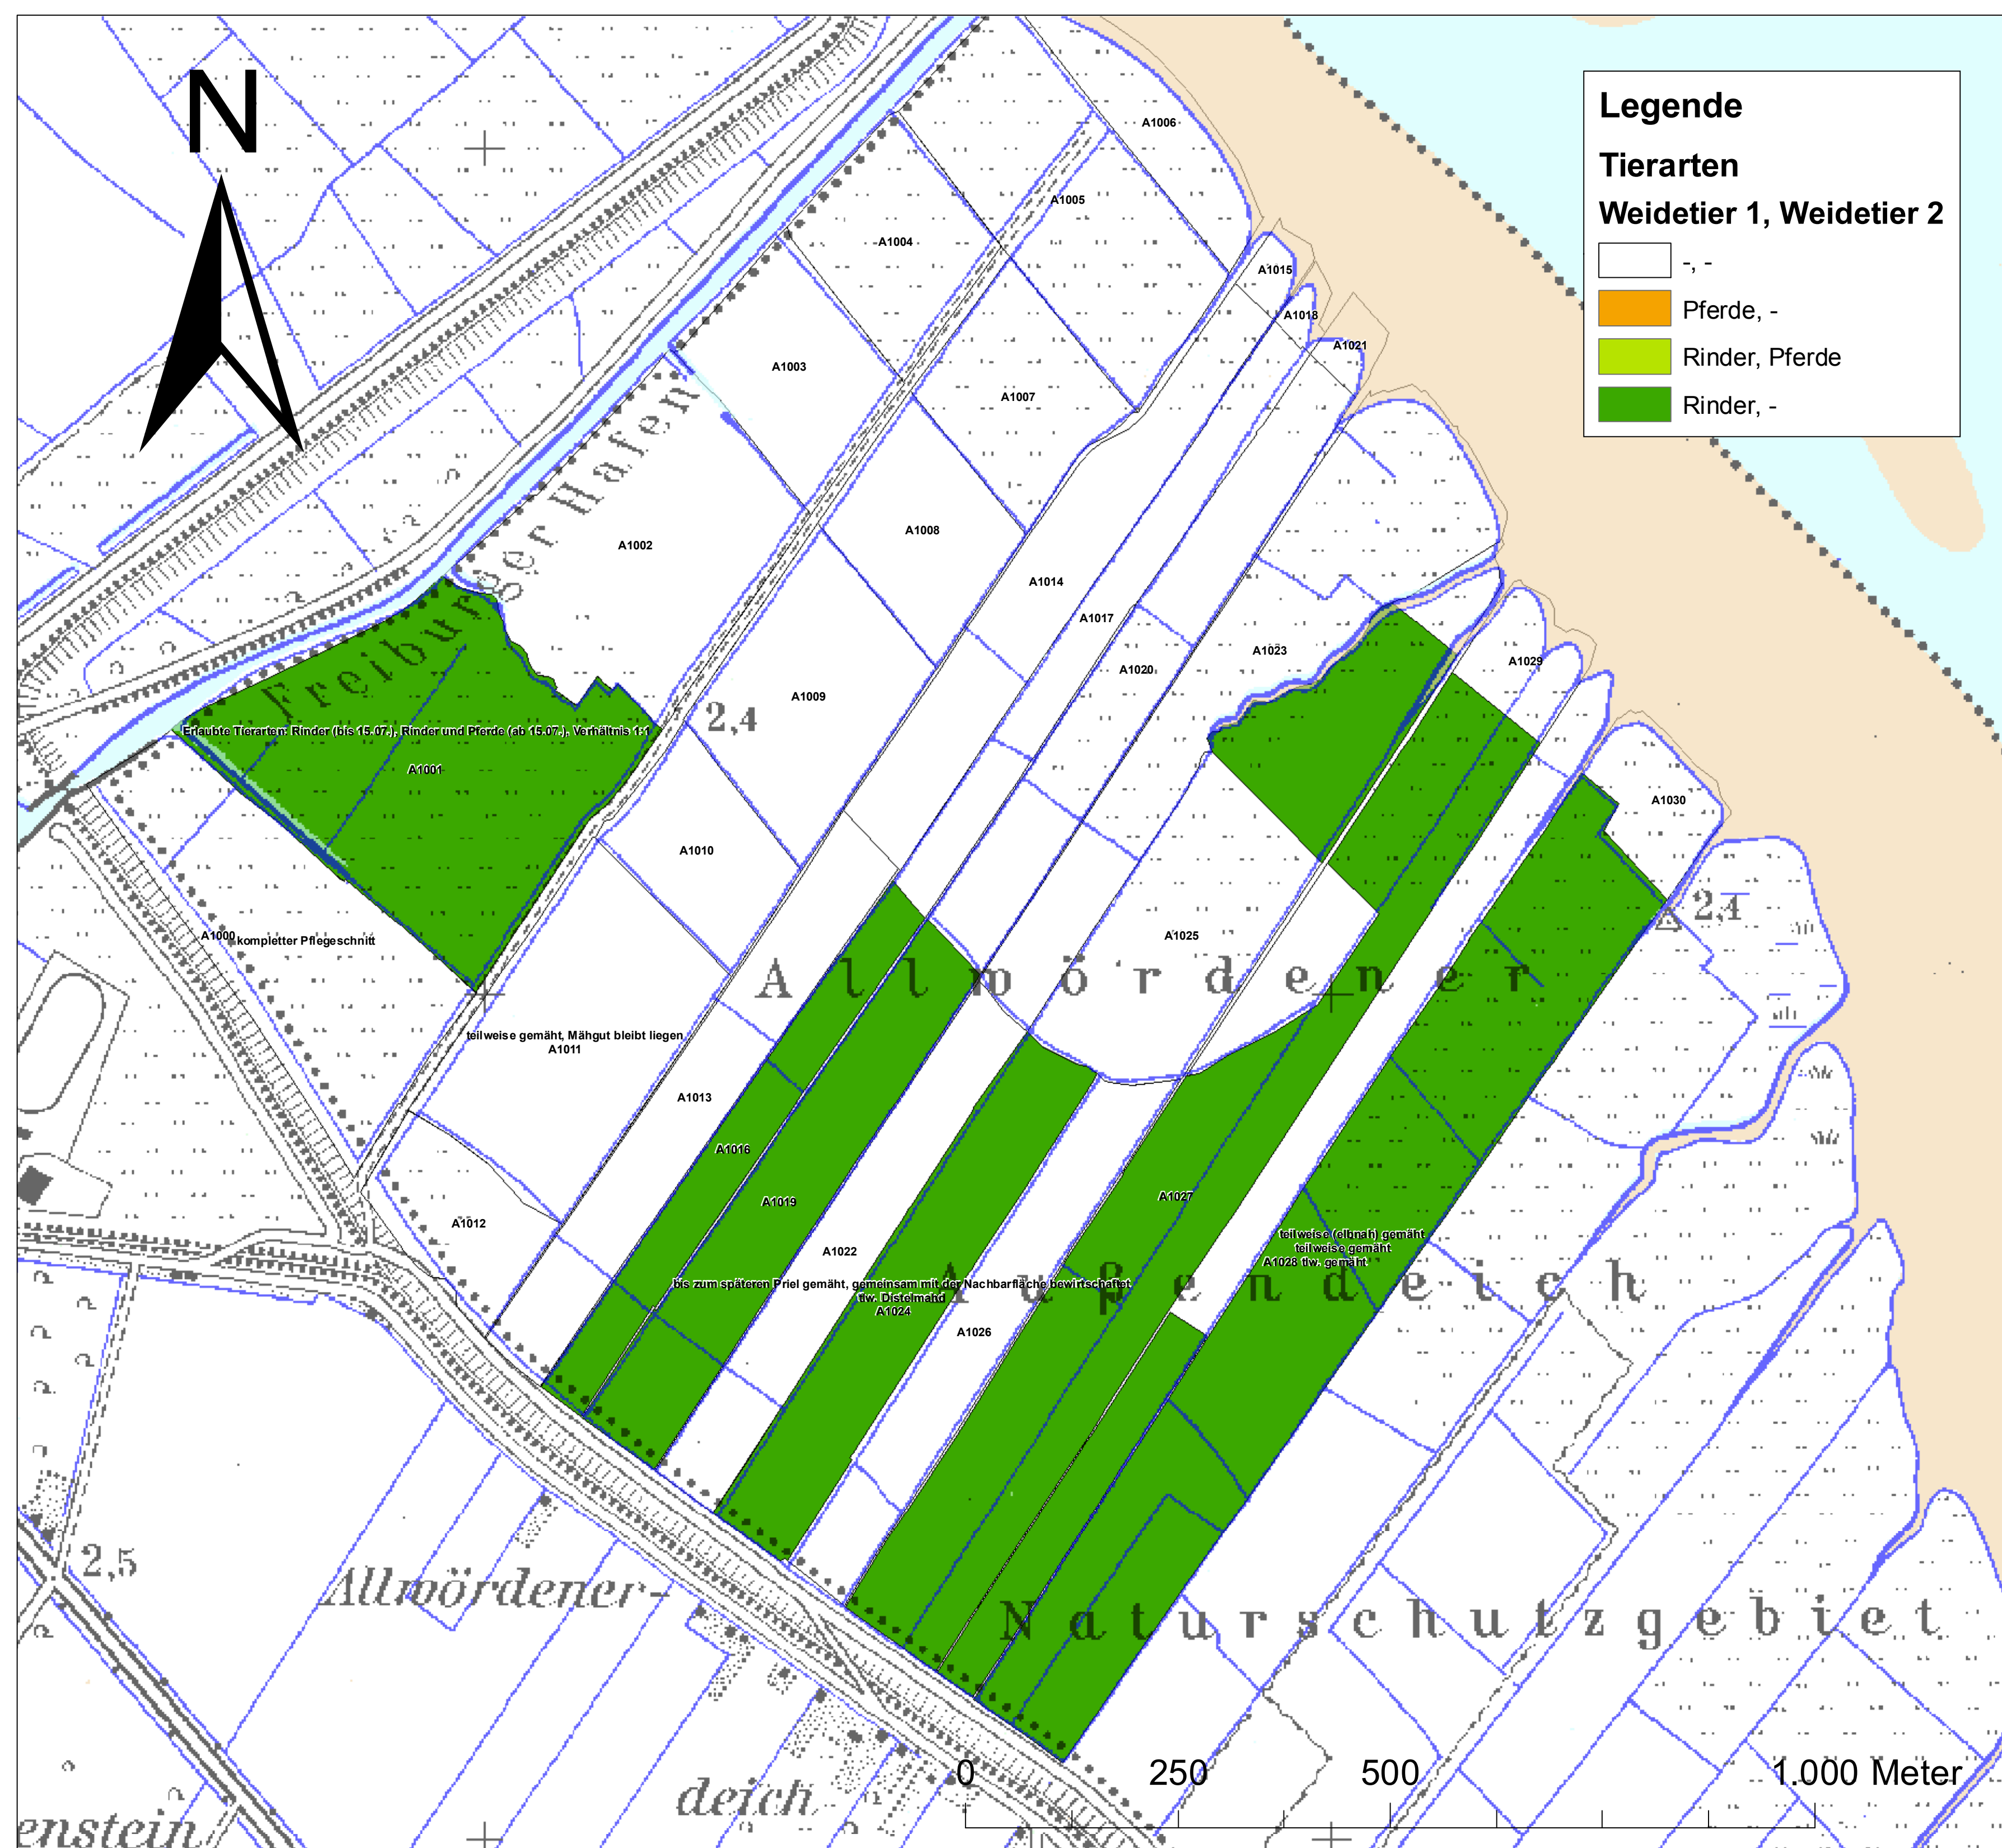 N
Legende
Tierarten
Weidetier 1, Weidetier 2
-, -
Pferde, -
Rinder, Pferde
Rinder, -
A1006
A1005
A1004
A1015
A1018
A1021
A1003
A1007
Freiburger Hafen
A1002
A1008
A1014
A1017
A1020
A1023
A1029
A1009
2,4
Erlaubte Tierarten: Rinder (bis 15.07.), Rinder und Pferde (ab 15.07.), Verhältnis 1:1
A1001
A1030
A1010
2,4
A1000
kompletter Pflegeschnitt
A1025
Allwördener
teilweise gemäht, Mähgut bleibt liegen
A1011
A1013
A1016
A1019
A1027
A1012
A1022
teilweise (elbnah) gemäht
teilweise gemäht
A1028 tlw. gemäht
Außendeich
bis zum späteren Priel gemäht, gemeinsam mit der Nachbarfläche bewirtschaftet
tlw. Distelmahd
A1024
A1026
2,5
Allwördener-
deich
Naturschutzgebiet
enstein
0 250 500 1.000 Meter